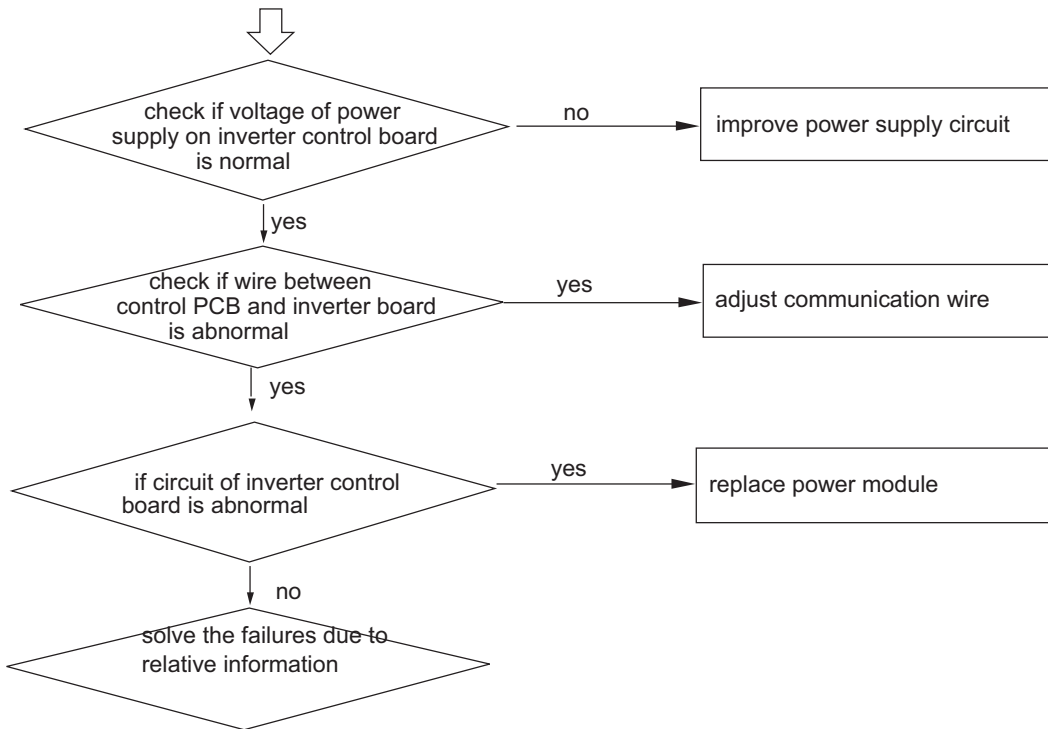 check if voltage of power
supply on inverter control board
is normal
no
improve power supply circuit
yes
check if wire between
control PCB and inverter board
is abnormal
yes
adjust communication wire
yes
if circuit of inverter control
board is abnormal
yes
replace power module
no
solve the failures due to
relative information